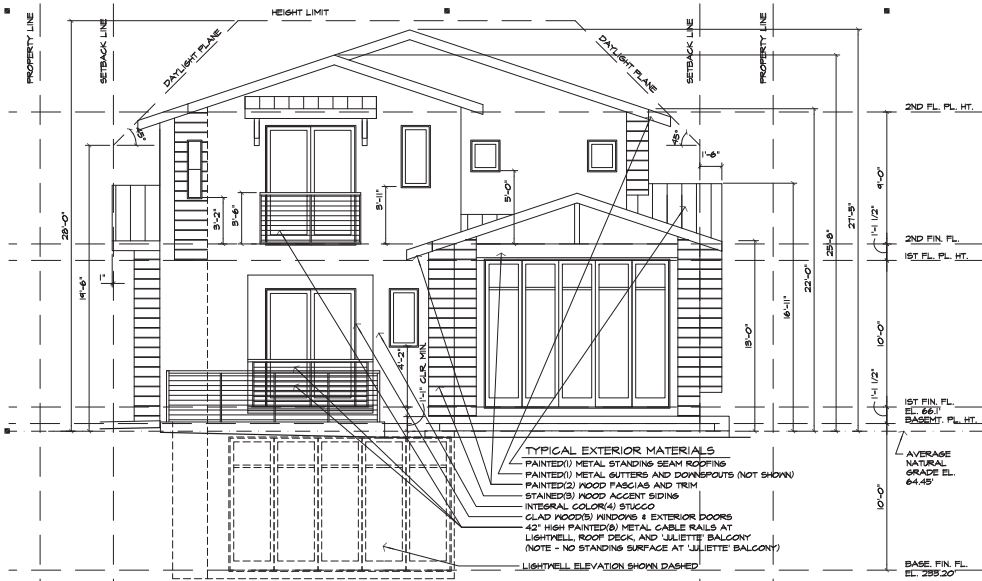 HEIGHT LIMIT
PROPERTY LINE
SETBACK LINE
DAYLIGHT PLANE
DAYLIGHT PLANE
SETBACK LINE
PROPERTY LINE
2ND FL. PL. HT.
45°
45°
1'-6"
9'-0"
28'-0"
19'-6"
3'-2"
3'-6"
3'-11"
5'-0"
27'-5"
25'-8"
22'-0"
16'-11"
13'-0"
1'-1 1/2"
2ND FIN. FL.
1ST FL. PL. HT.
1"
10'-0"
4'-2"
1'-1" CLR. MIN.
1'-1 1/2"
1ST FIN. FL.
EL. 66.1'
BASEMT. PL. HT.
AVERAGE
NATURAL
GRADE EL.
64.45'
10'-0"
TYPICAL EXTERIOR MATERIALS
PAINTED(1) METAL STANDING SEAM ROOFING
PAINTED(1) METAL GUTTERS AND DOWNSPOUTS (NOT SHOWN)
PAINTED(2) WOOD FASCIAS AND TRIM
STAINED(3) WOOD ACCENT SIDING
INTEGRAL COLOR(4) STUCCO
CLAD WOOD(5) WINDOWS & EXTERIOR DOORS
42" HIGH PAINTED(8) METAL CABLE RAILS AT
LIGHTWELL, ROOF DECK, AND 'JULIETTE' BALCONY
(NOTE - NO STANDING SURFACE AT 'JULIETTE' BALCONY)
LIGHTWELL ELEVATION SHOWN DASHED
BASE. FIN. FL.
EL. 255.20'